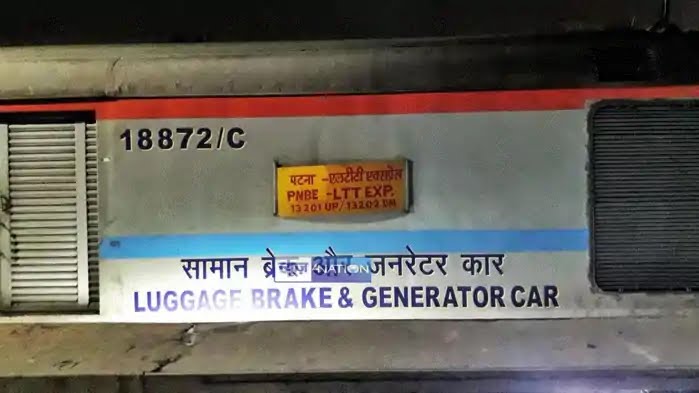 18872/C
पटना -एलटीटी एक्सप्रेस
PNBE -LTT EXP.
13201 UP/13202 DN
सामान ब्रेक और जनरेटर कार
न्यूज़ 4NATION
LUGGAGE BRAKE & GENERATOR CAR